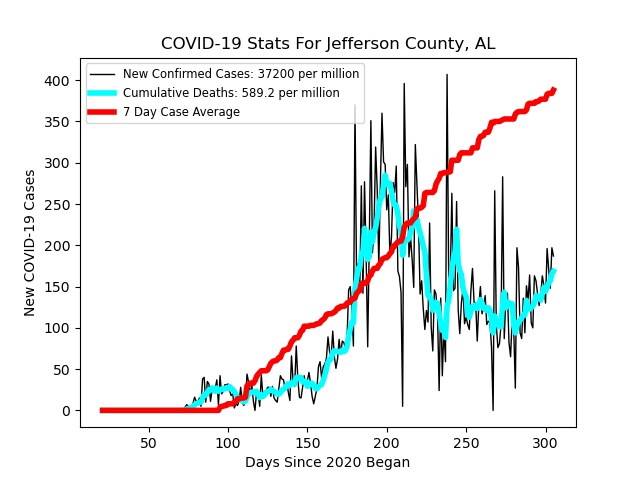 COVID-19 Stats For Jefferson County, AL
New Confirmed Cases: 37200 per million
Cumulative Deaths: 589.2 per million
7 Day Case Average
New COVID-19 Cases
400
350
300
250
200
150
100
50
0
50 100 150 200 250 300
Days Since 2020 Began